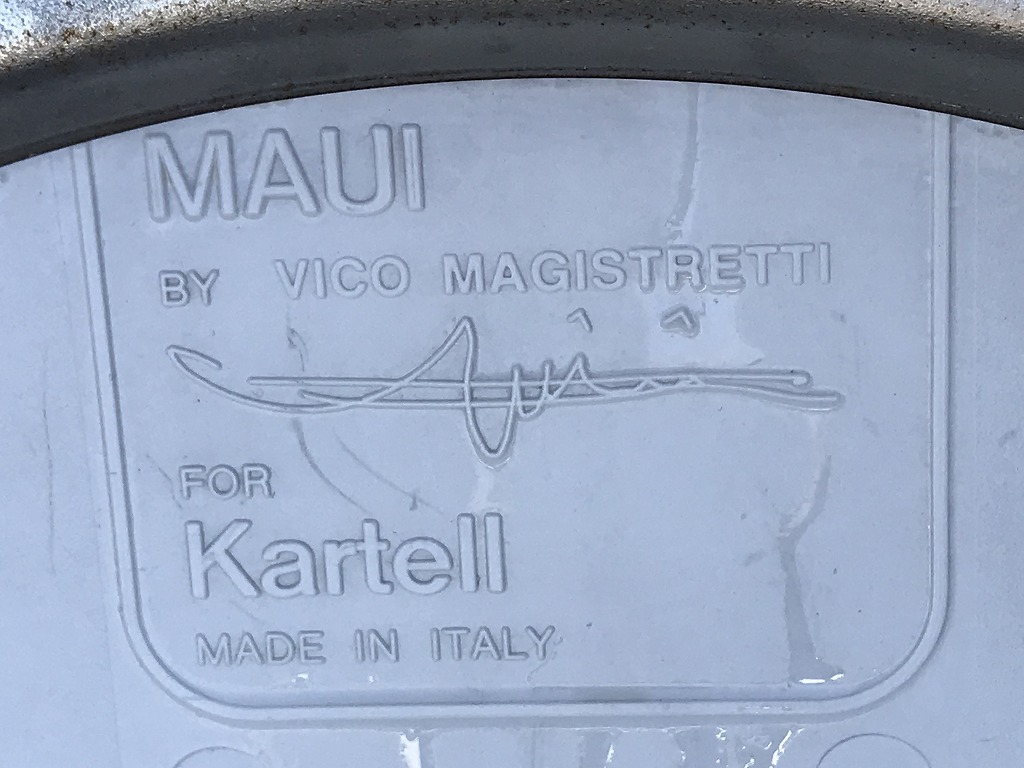 MAUI
BY VICO MAGISTRETTI
FOR
Kartell
MADE IN ITALY